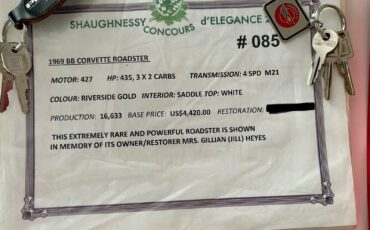 SHAUGHNESSY d'ELEGANCE
CONCOURS
# 085
1969 BB CORVETTE ROADSTER
MOTOR: 427 HP: 435, 3 X 2 CARBS TRANSMISSION: 4 SPD M21
COLOUR: RIVERSIDE GOLD INTERIOR: SADDLE TOP: WHITE
PRODUCTION: 16,633 BASE PRICE: US$4,420.00 RESTORATION:
THIS EXTREMELY RARE AND POWERFUL ROADSTER IS SHOWN
IN MEMORY OF ITS OWNER/RESTORER MRS. GILLIAN (JILL) HEYES